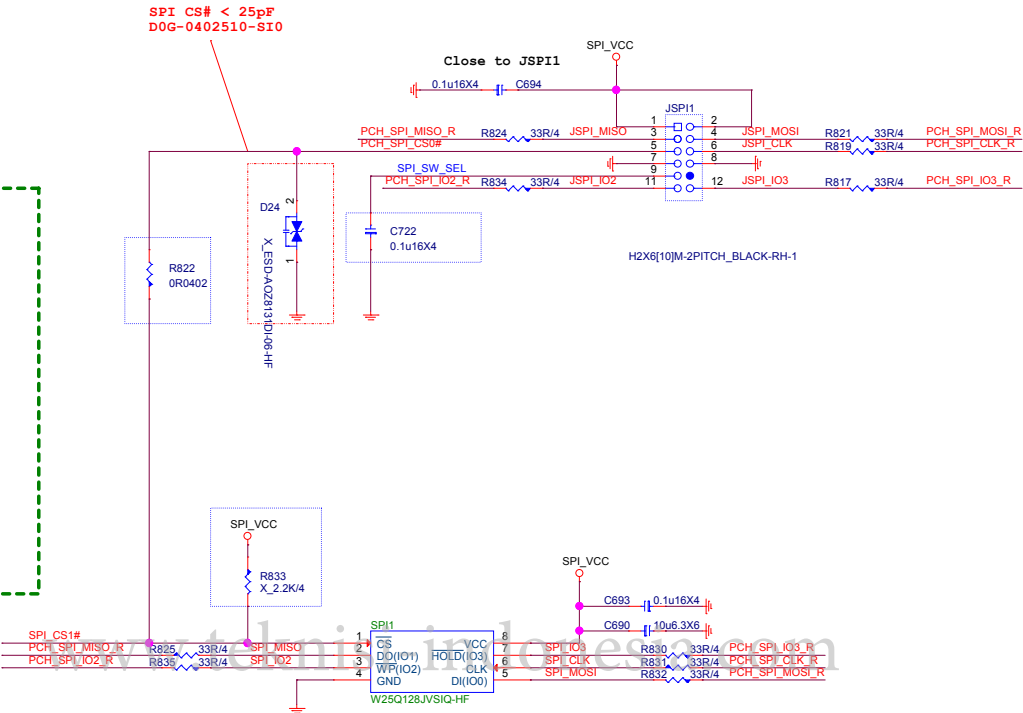 SPI CS# < 25pF
D0G-0402510-SI0
SPI_VCC
Close to JSPI1
0.1u16X4
C694
JSPI1
1
2
PCH_SPI_MISO_R
R824
33R/4
JSPI_MISO
3
4
JSPI_MOSI
R821
33R/4
PCH_SPI_MOSI_R
PCH_SPI_CS0#
5
6
JSPI_CLK
R819
33R/4
PCH_SPI_CLK_R
7
8
SPI_SW_SEL
9
PCH_SPI_IO2_R
R834
33R/4
JSPI_IO2
11
12
JSPI_IO3
R817
33R/4
PCH_SPI_IO3_R
D24
2
1
X_ESD-AOZ8131DI-06-HF
C722
0.1u16X4
H2X6[10]M-2PITCH_BLACK-RH-1
R822
0R0402
SPI_VCC
R833
X_2.2K/4
SPI_VCC
C693
0.1u16X4
C690
10u6.3X6
SPI1
SPI_CS1#
1
CS
VCC
8
PCH_SPI_MISO_R
R825
33R/4
SPI_MISO
2
DO(IO1)
HOLD(IO3)
7
SPI_IO3
R830
33R/4
PCH_SPI_IO3_R
PCH_SPI_IO2_R
R835
33R/4
SPI_IO2
3
WP(IO2)
CLK
6
SPI_CLK
R831
33R/4
PCH_SPI_CLK_R
4
GND
DI(IO0)
5
SPI_MOSI
R832
33R/4
PCH_SPI_MOSI_R
W25Q128JVSIQ-HF
www.teknisi-indonesia.com